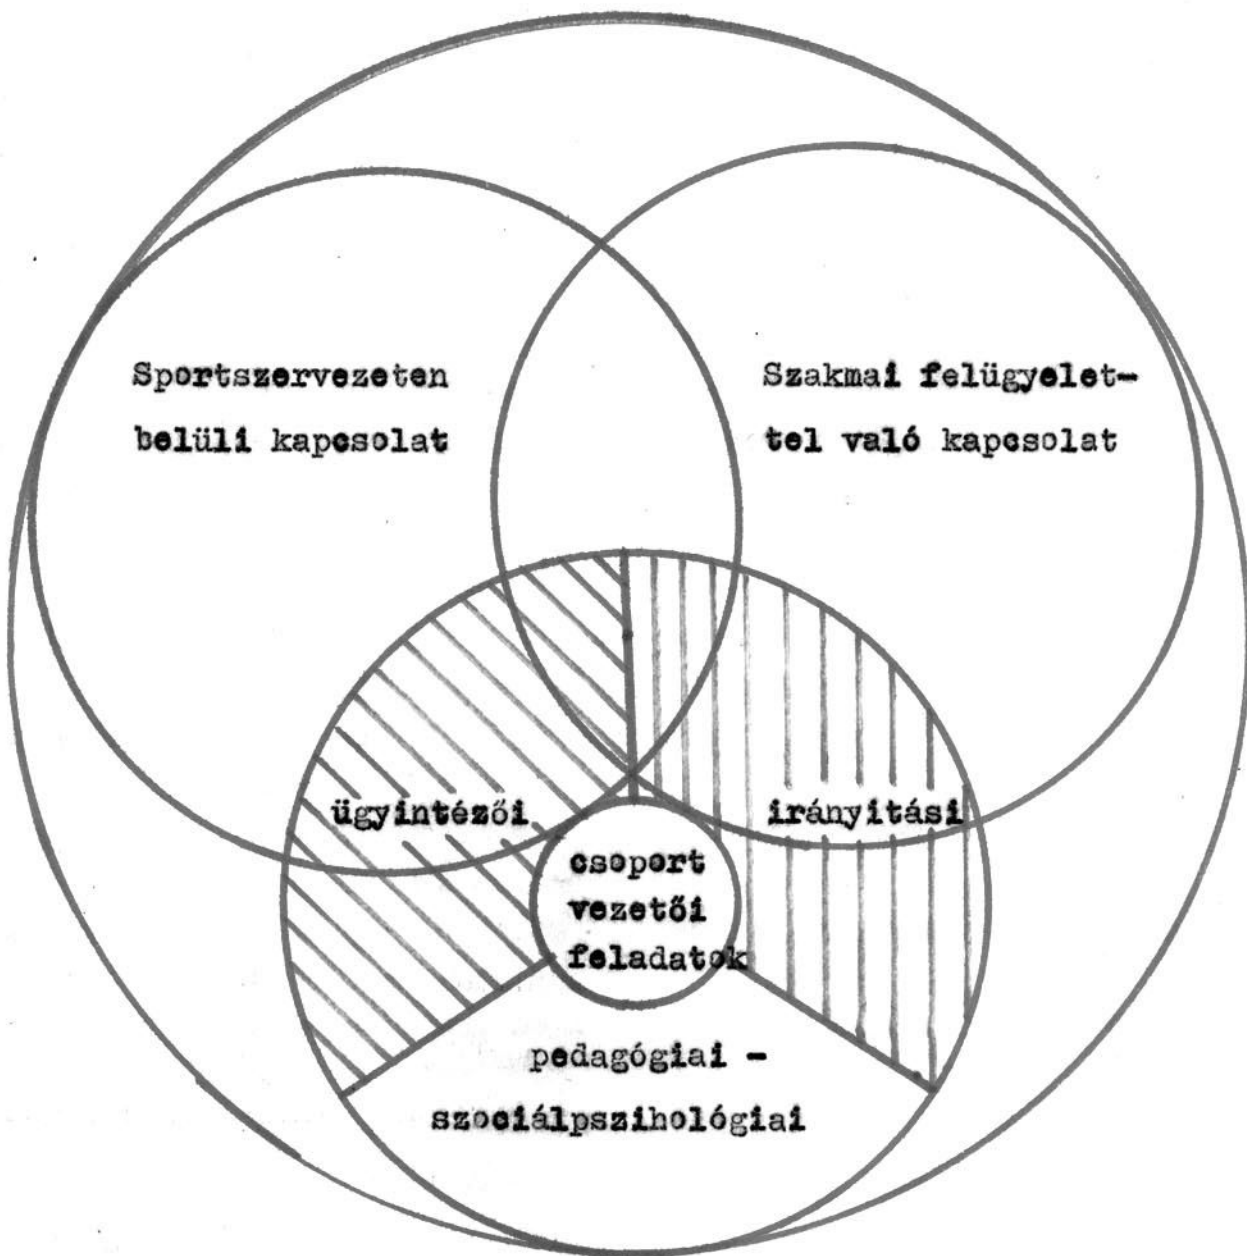 Sportszervezeten
belüli kapcsolat
Szakmai felügyelet-
tel való kapcsolat
ügyintézői
irányitási
csoport
vezetői
feladatok
pedagógiai -
szociálpszihológiai